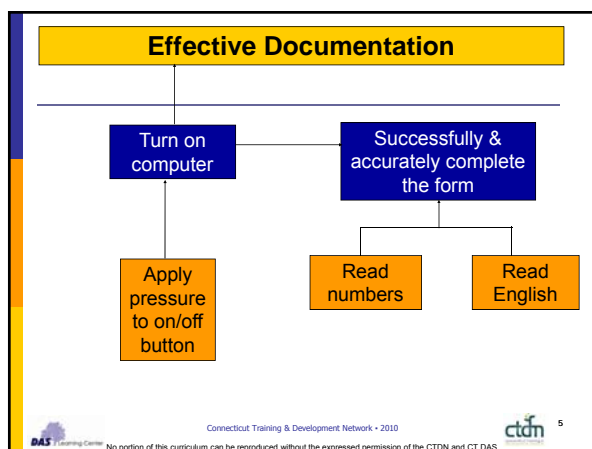 Effective Documentation
Turn on
computer
Successfully &
accurately complete
the form
Apply
pressure
to on/off
button
Read
numbers
Read
English
Connecticut Training & Development Network • 2010
5
DAS Learning Center
ctdn
No portion of this curriculum can be reproduced without the expressed permission of the CTDN and CT DAS